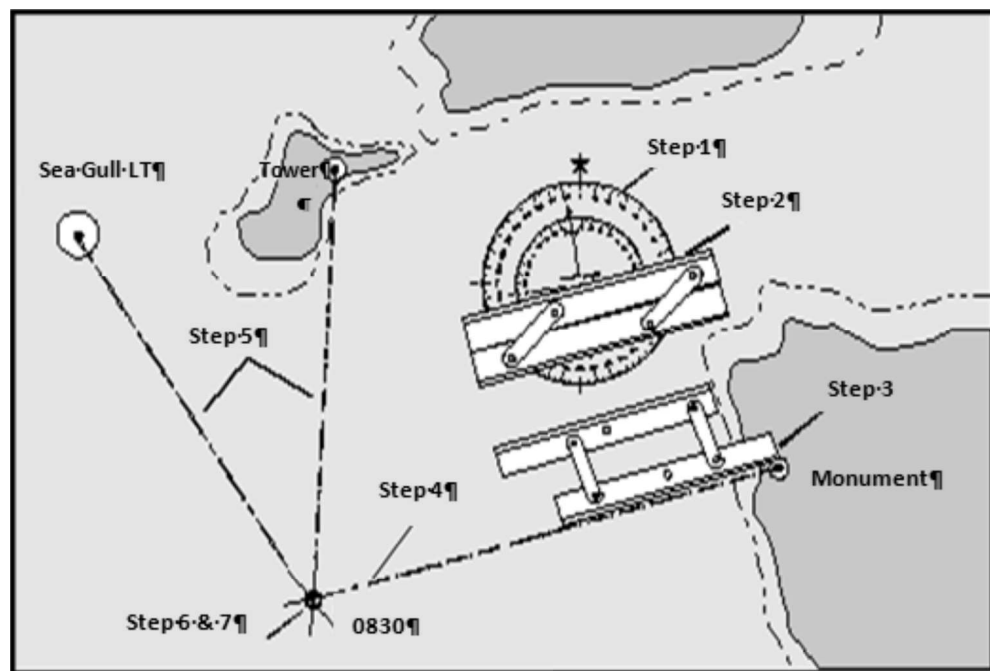 Step·1¶
Sea·Gull·LT¶
Tower¶
¶
Step·2¶
Step·5¶
Step·3
Monument¶
Step·4¶
Step·6·&·7¶
0830¶